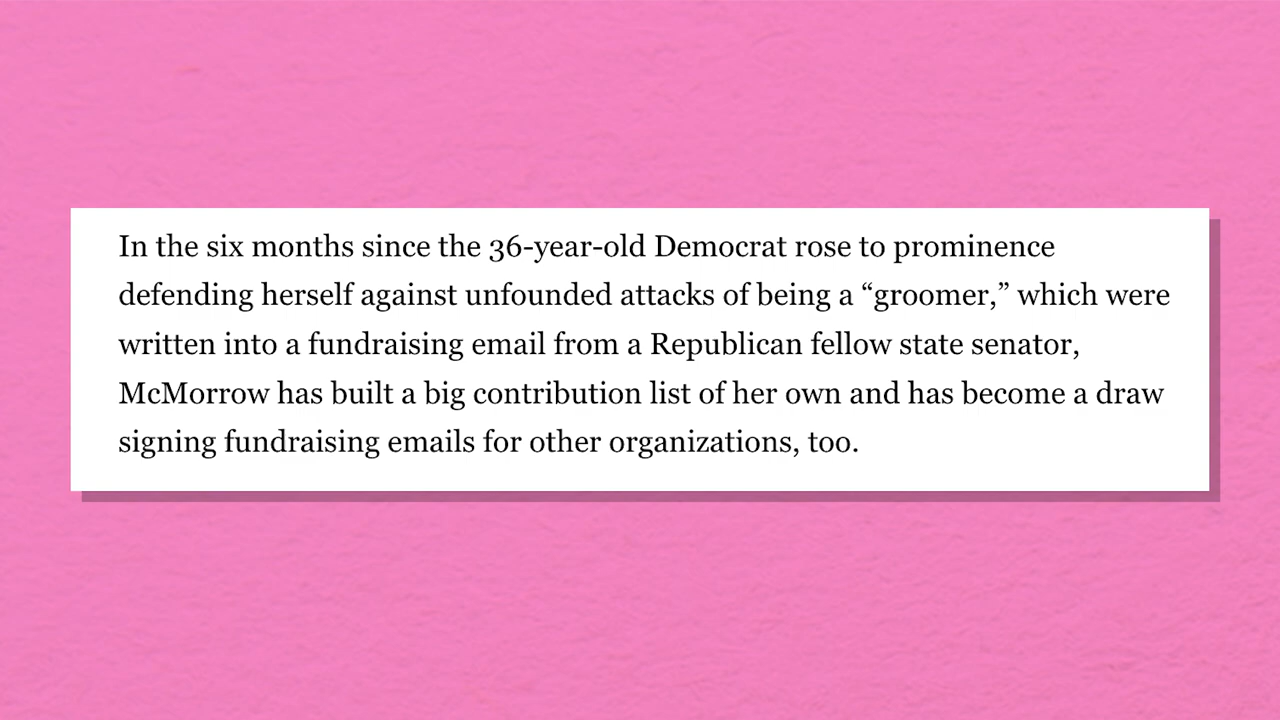 In the six months since the 36-year-old Democrat rose to prominence
defending herself against unfounded attacks of being a “groomer,” which were
written into a fundraising email from a Republican fellow state senator,
McMorrow has built a big contribution list of her own and has become a draw
signing fundraising emails for other organizations, too.